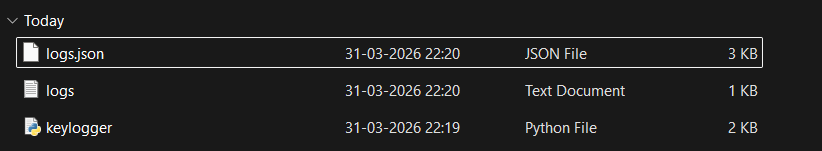 Today
logs.json 31-03-2026 22:20 JSON File 3 KB
logs 31-03-2026 22:20 Text Document 1 KB
keylogger 31-03-2026 22:19 Python File 2 KB